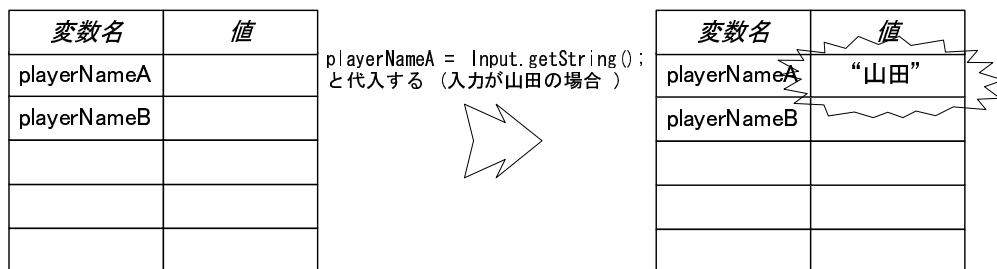 変数名 値
playerNameA
playerNameB
playerNameA = Input.getString();
と代入する（入力が山田の場合 ）
変数名 値
playerNameA “山田”
playerNameB